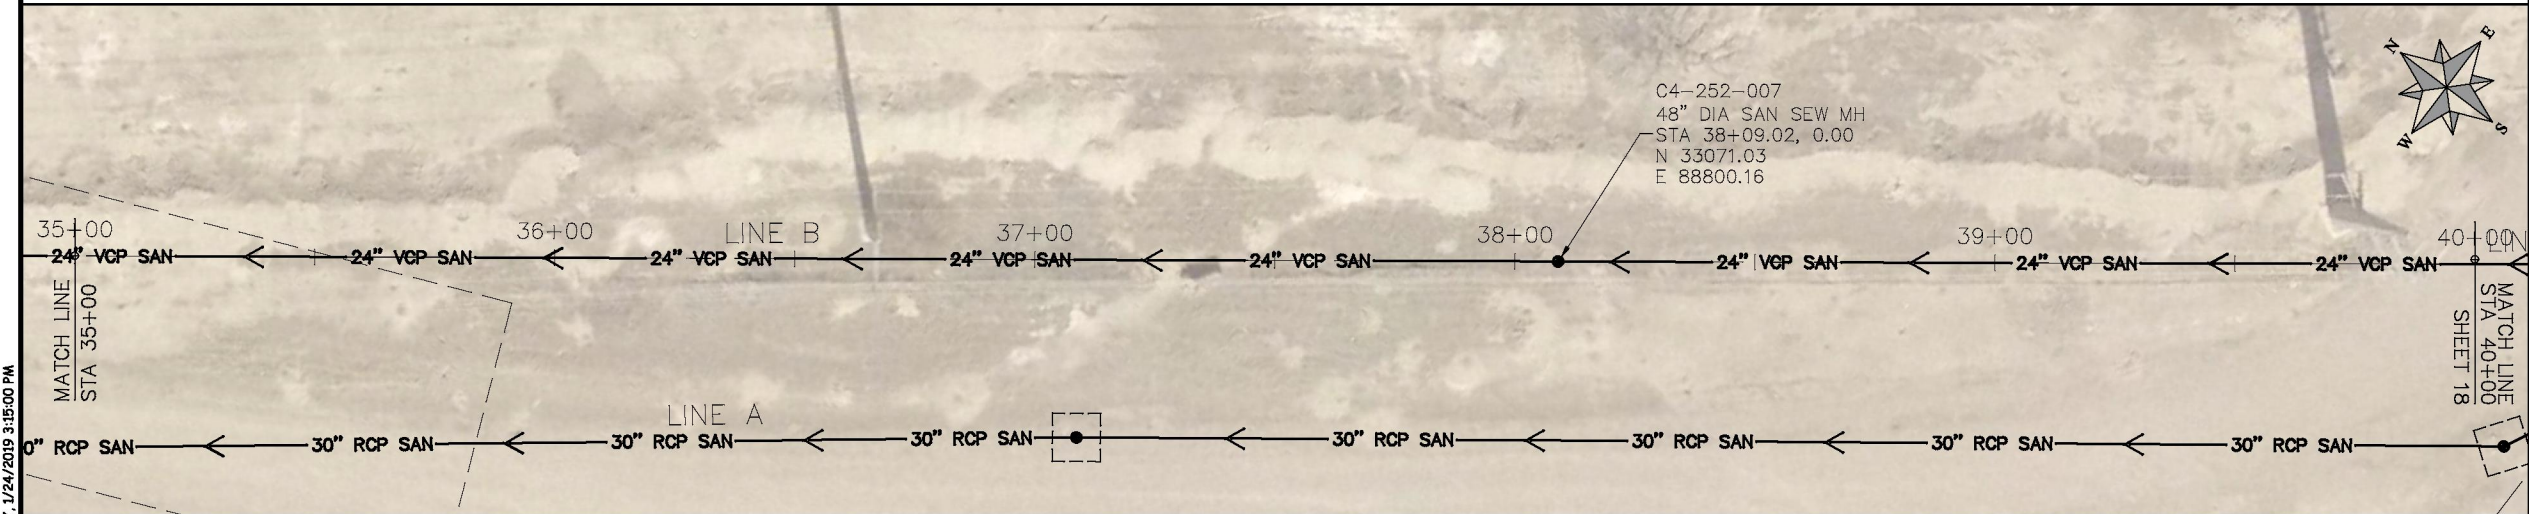 N
E
W
S
C4-252-007
48" DIA SAN SEW MH
STA 38+09.02, 0.00
N 33071.03
E 88800.16
35+00
36+00
LINE B
37+00
38+00
39+00
40+00
LIN
24" VCP SAN
24" VCP SAN
24" VCP SAN
24" VCP SAN
24" VCP SAN
24" VCP SAN
24" VCP SAN
24" VCP SAN
MATCH LINE
STA 35+00
MATCH LINE
STA 40+00
SHEET 18
LINE A
0" RCP SAN
30" RCP SAN
30" RCP SAN
30" RCP SAN
30" RCP SAN
30" RCP SAN
30" RCP SAN
30" RCP SAN
1/24/2019 3:15:00 PM